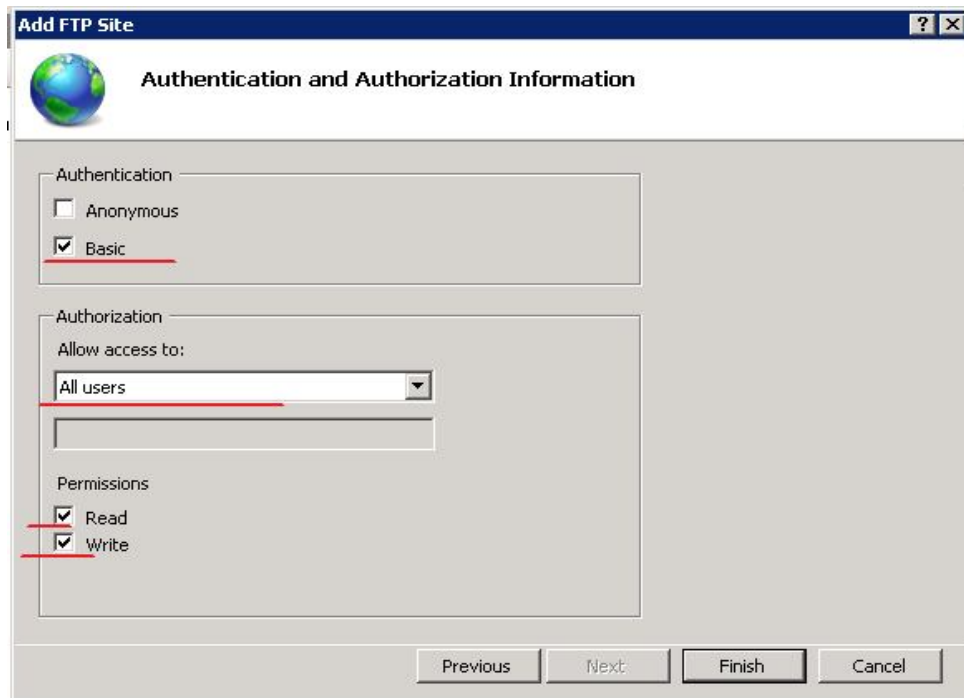 Add FTP Site
Authentication and Authorization Information
Authentication
Anonymous
Basic
Authorization
Allow access to:
All users
Permissions
Read
Write
Previous
Next
Finish
Cancel